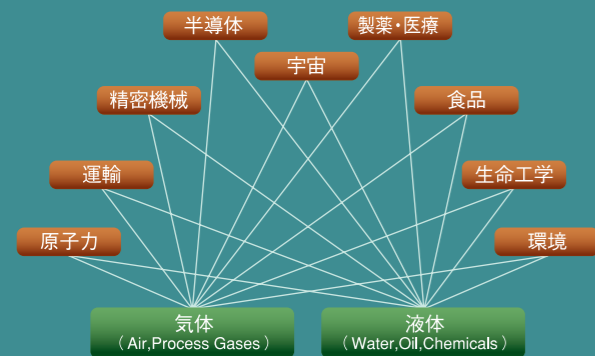 半導体
製薬・医療
宇宙
精密機械
食品
運輸
生命工学
原子力
環境
気体
（Air,Process Gases）
液体
（Water,Oil,Chemicals）